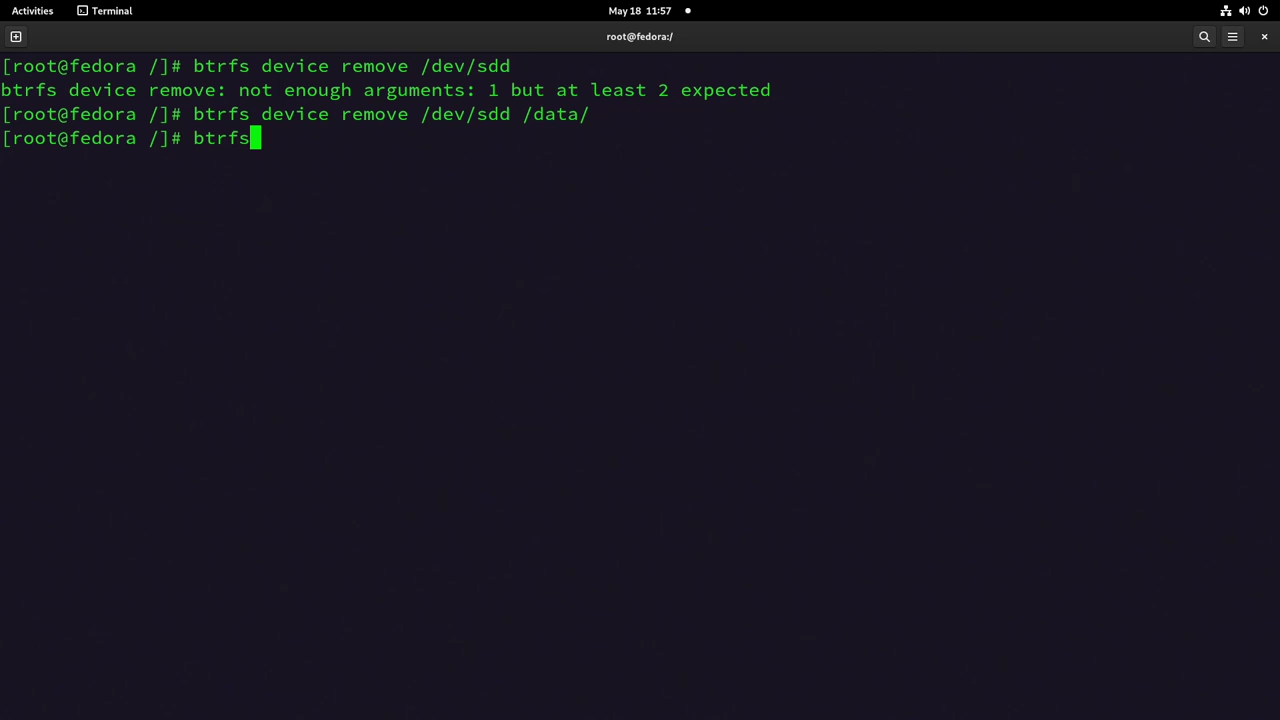 Activities
Terminal
May 18 11:57
root@fedora:/
[root@fedora /]# btrfs device remove /dev/sdd
btrfs device remove: not enough arguments: 1 but at least 2 expected
[root@fedora /]# btrfs device remove /dev/sdd /data/
[root@fedora /]# btrfs